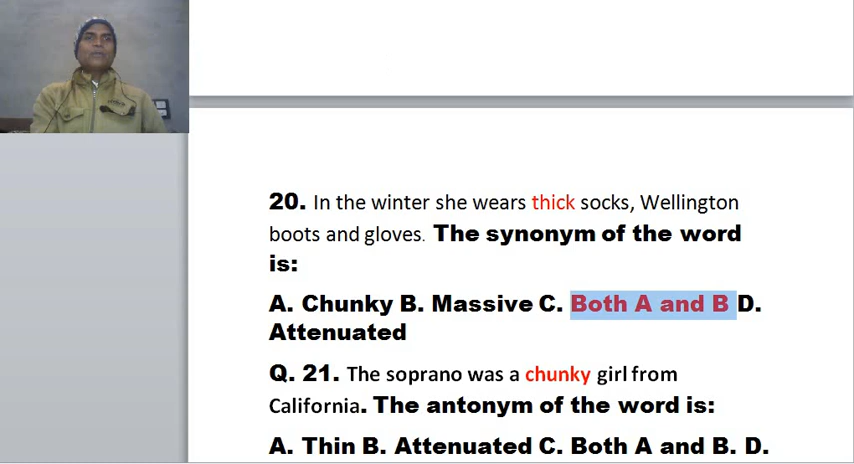 20. In the winter she wears thick socks, Wellington
boots and gloves. The synonym of the word
is:
A. Chunky B. Massive C. Both A and B D.
Attenuated
Q. 21. The soprano was a chunky girl from
California. The antonym of the word is:
A. Thin B. Attenuated C. Both A and B. D.